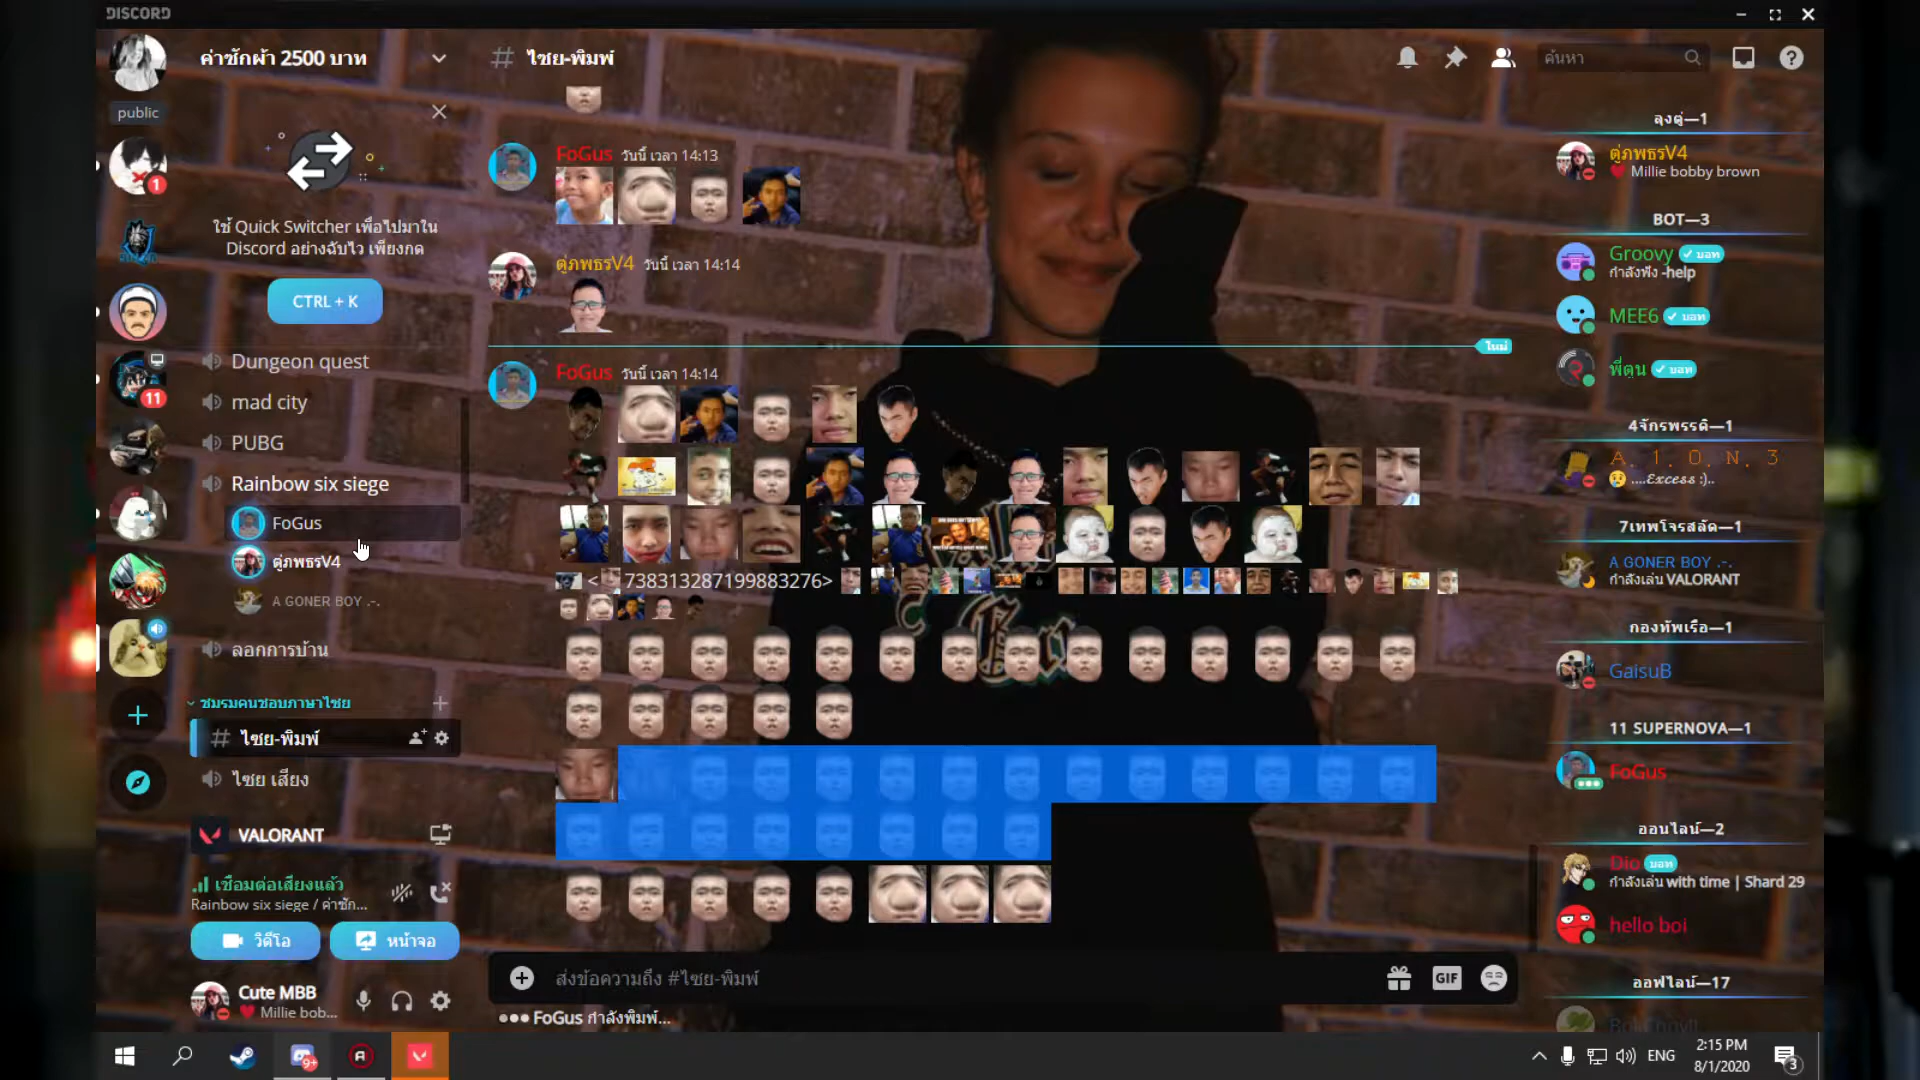 DISCORD
ค่าซักผ้า 2500 บาท
public
1
ใช้ Quick Switcher เพื่อไปมาใน
Discord อย่างฉับไว เพียงกด
CTRL + K
Dungeon quest
mad city
11
PUBG
Rainbow six siege
FoGus
ตู่ภพธรV4
A GONER BOY .-.
ลอกการบ้าน
ชมรมคนชอบภาษาไชย
# ไชย-พิมพ์
ไชย เสียง
VALORANT
เชื่อมต่อเสียงแล้ว
Rainbow six siege / ค่าซัก...
วิดีโอ
หน้าจอ
Cute MBB
Millie bob...
# ไชย-พิมพ์
ค้นหา
FoGus วันนี้ เวลา 14:13
ตู่ภพธรV4 วันนี้ เวลา 14:14
ใหม่
FoGus วันนี้ เวลา 14:14
< 738313287199883276>
ส่งข้อความถึง #ไชย-พิมพ์
GIF
FoGus กำลังพิมพ์...
ลุงตู่—1
ตู่ภพธรV4
Millie bobby brown
BOT—3
Groovy บอท
กำลังฟัง -help
MEE6 บอท
พี่ตูน บอท
4จักรพรรดิ—1
A. 1. O. N. 3
....Excess :)..
7เทพโจรสลัด—1
A GONER BOY .-.
กำลังเล่น VALORANT
กองทัพเรือ—1
GaisuB
11 SUPERNOVA—1
FoGus
ออนไลน์—2
Dio บอท
กำลังเล่น with time | Shard 29
hello boi
ออฟไลน์—17
9+
ENG
2:15 PM
8/1/2020
3